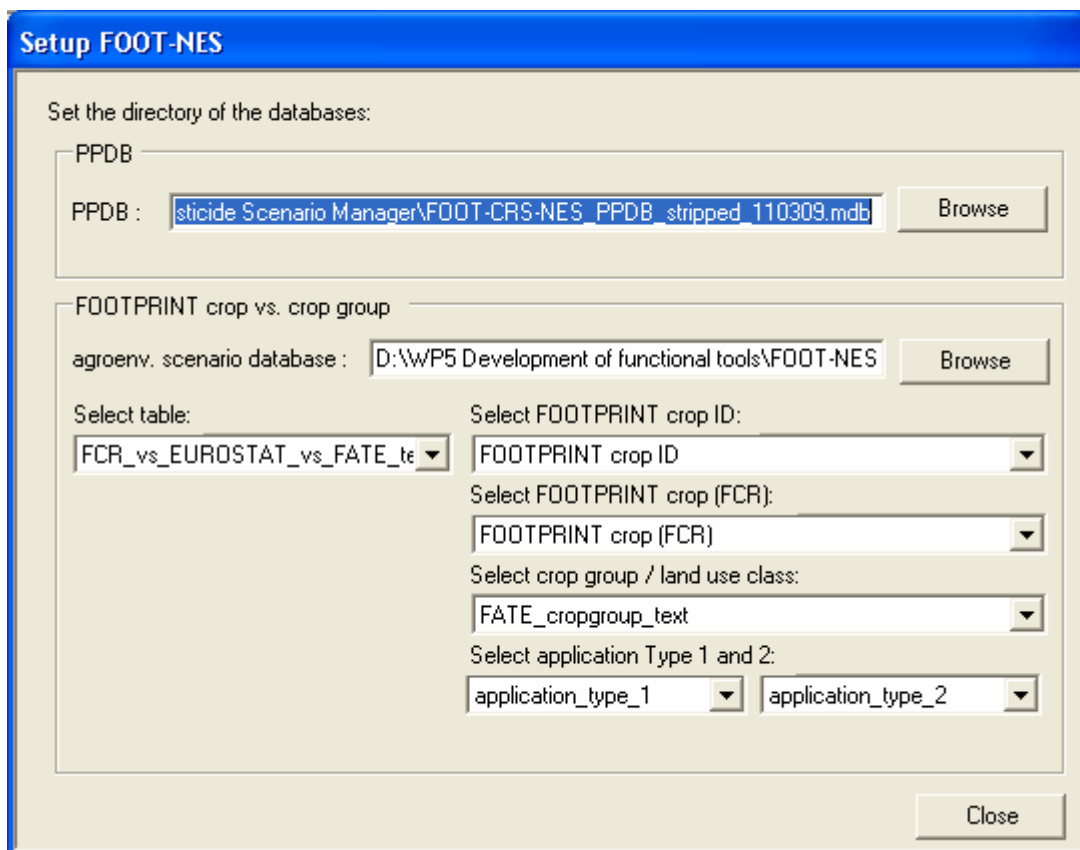 Setup FOOT-NES
Set the directory of the databases:
PPDB
PPDB : sticide Scenario Manager\FOOT-CRS-NES_PPDB_stripped_110309.mdb Browse
FOOTPRINT crop vs. crop group
agroenv. scenario database : D:\WP5 Development of functional tools\FOOT-NES Browse
Select table: Select FOOTPRINT crop ID:
FCR_vs_EUROSTAT_vs_FATE_te FOOTPRINT crop ID
Select FOOTPRINT crop (FCR):
FOOTPRINT crop (FCR)
Select crop group / land use class:
FATE_cropgroup_text
Select application Type 1 and 2:
application_type_1 application_type_2
Close